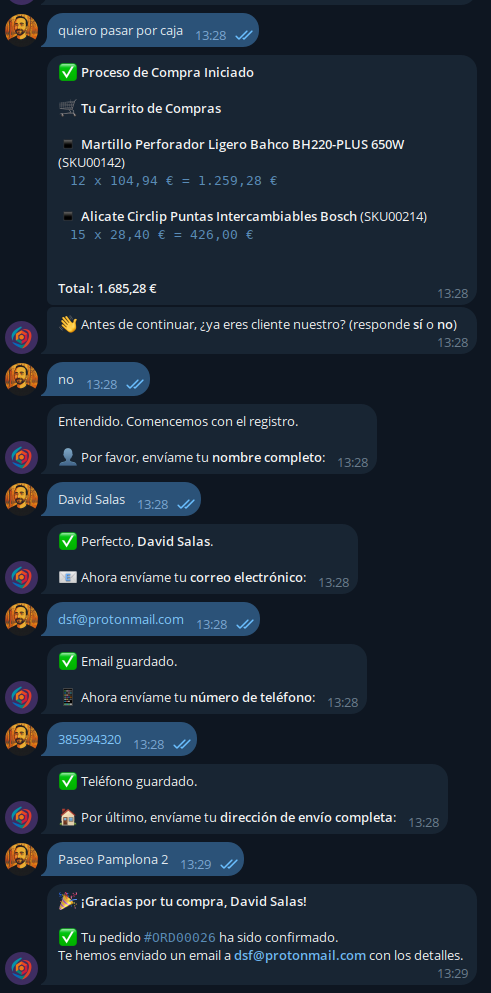 quiero pasar por caja 13:28
✅ Proceso de Compra Iniciado
🛒 Tu Carrito de Compras
▪️ Martillo Perforador Ligero Bahco BH220-PLUS 650W
(SKU00142)
12 x 104,94 € = 1.259,28 €
▪️ Alicate Circlip Puntas Intercambiables Bosch (SKU00214)
15 x 28,40 € = 426,00 €
Total: 1.685,28 €
13:28
👋 Antes de continuar, ¿ya eres cliente nuestro? (responde sí o no)
13:28
no 13:28
Entendido. Comencemos con el registro.
👤 Por favor, envíame tu nombre completo: 13:28
David Salas 13:28
✅ Perfecto, David Salas.
📧 Ahora envíame tu correo electrónico: 13:28
dsf@protonmail.com 13:28
✅ Email guardado.
📱 Ahora envíame tu número de teléfono: 13:28
385994320 13:28
✅ Teléfono guardado.
🏠 Por último, envíame tu dirección de envío completa: 13:28
Paseo Pamplona 2 13:29
🎉 ¡Gracias por tu compra, David Salas!
✅ Tu pedido #ORD00026 ha sido confirmado.
Te hemos enviado un email a dsf@protonmail.com con los detalles.
13:29